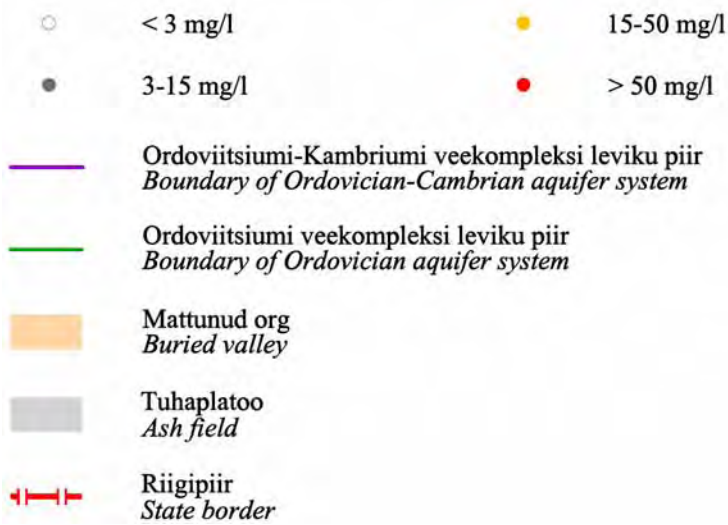 < 3 mg/l
15-50 mg/l
3-15 mg/l
> 50 mg/l
Ordoviitsiumi-Kambriumi veekompleksi leviku piir
Boundary of Ordovician-Cambrian aquifer system
Ordoviitsiumi veekompleksi leviku piir
Boundary of Ordovician aquifer system
Mattunud org
Buried valley
Tuhaplatoo
Ash field
Riigipiir
State border